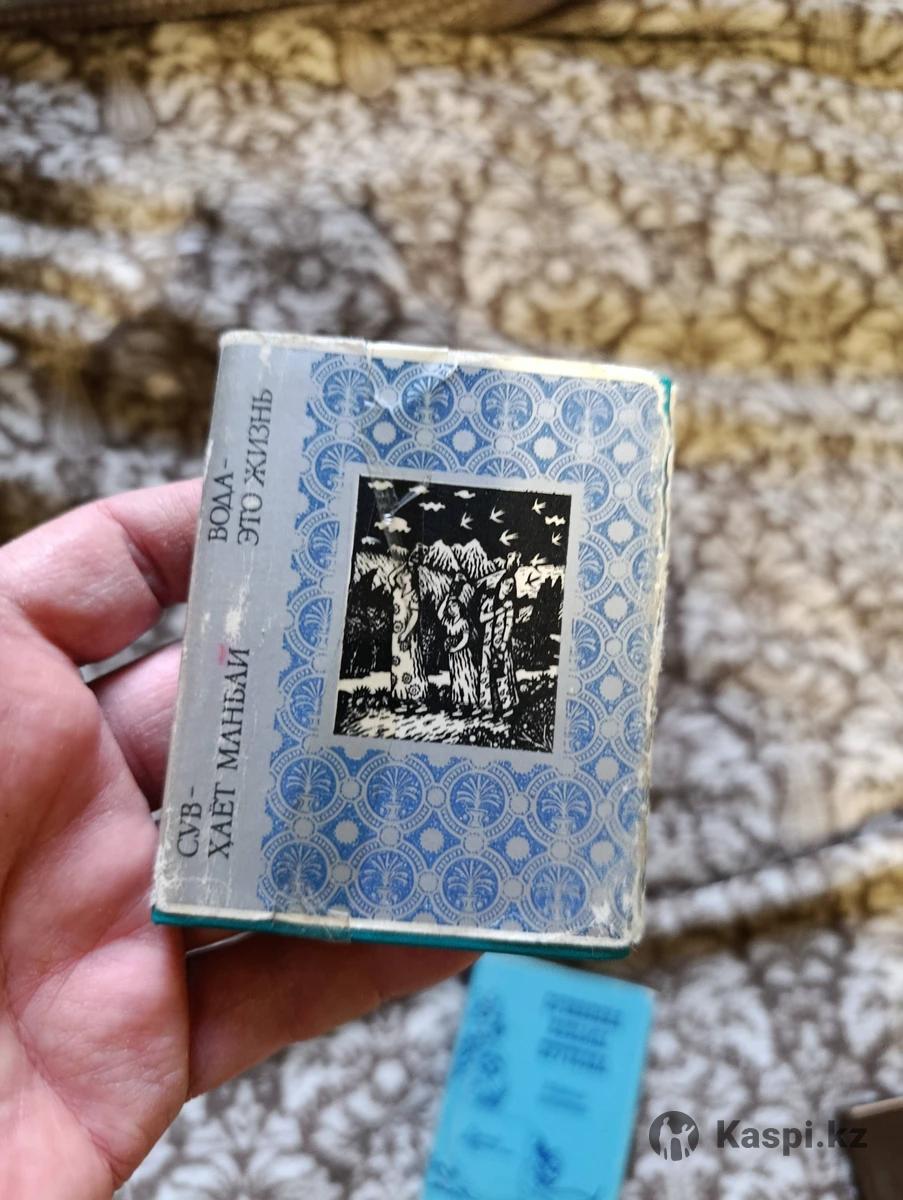 СУВ -
ҲАЁТ МАНБАИ
ВОДА-
ЭТО ЖИЗНЬ
Kaspi.kz